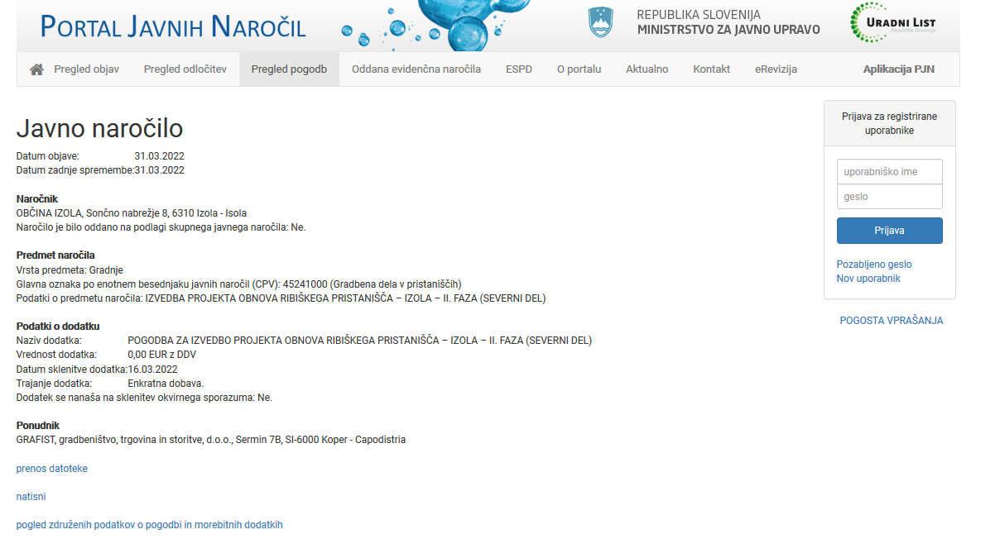 PORTAL JAVNIH NAROČIL
REPUBLIKA SLOVENIJA
MINISTRSTVO ZA JAVNO UPRAVO
URADNI LIST
Republike Slovenije
Pregled objav Pregled odločitev Pregled pogodb Oddana evidenčna naročila ESPD O portalu Aktualno Kontakt eRevizija Aplikacija PJN
Javno naročilo
Datum objave: 31.03.2022
Datum zadnje spremembe:31.03.2022
Naročnik
OBČINA IZOLA, Sončno nabrežje 8, 6310 Izola - Isola
Naročilo je bilo oddano na podlagi skupnega javnega naročila: Ne.
Predmet naročila
Vrsta predmeta: Gradnje
Glavna oznaka po enotnem besednjaku javnih naročil (CPV): 45241000 (Gradbena dela v pristaniščih)
Podatki o predmetu naročila: IZVEDBA PROJEKTA OBNOVA RIBIŠKEGA PRISTANIŠČA – IZOLA – II. FAZA (SEVERNI DEL)
Podatki o dodatku
Naziv dodatka: POGODBA ZA IZVEDBO PROJEKTA OBNOVA RIBIŠKEGA PRISTANIŠČA – IZOLA – II. FAZA (SEVERNI DEL)
Vrednost dodatka: 0,00 EUR z DDV
Datum sklenitve dodatka:16.03.2022
Trajanje dodatka: Enkratna dobava.
Dodatek se nanaša na sklenitev okvirnega sporazuma: Ne.
Ponudnik
GRAFIST, gradbeništvo, trgovina in storitve, d.o.o., Sermin 7B, SI-6000 Koper - Capodistria
prenos datoteke
natisni
pogled združenih podatkov o pogodbi in morebitnih dodatkih
Prijava za registrirane
uporabnike
uporabniško ime
geslo
Prijava
Pozabljeno geslo
Nov uporabnik
POGOSTA VPRAŠANJA